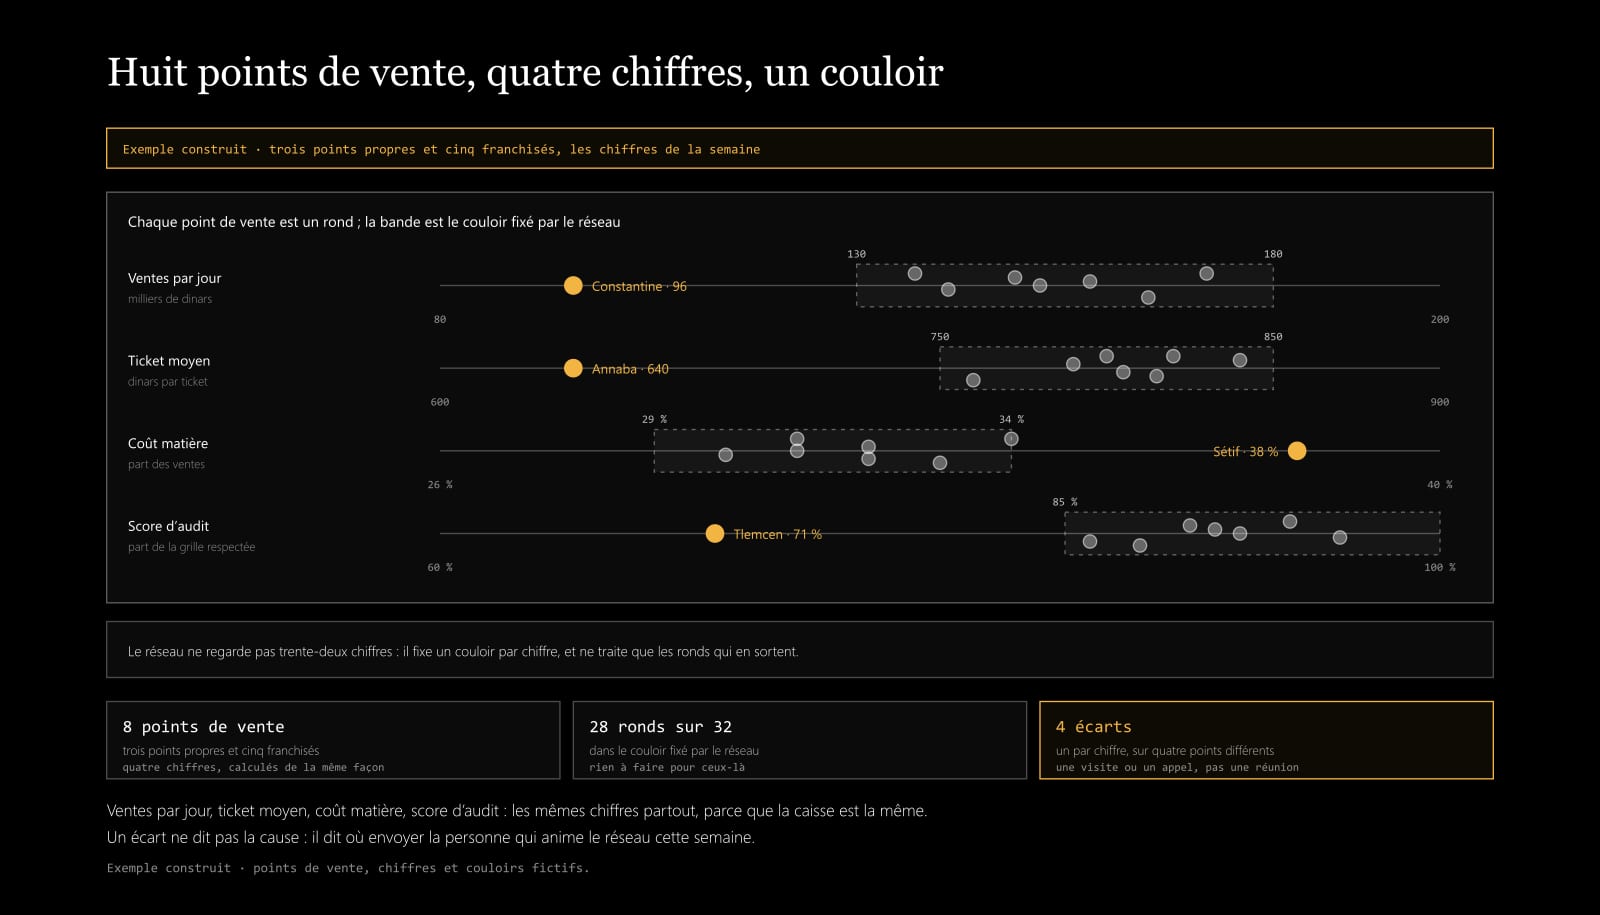 Huit points de vente, quatre chiffres, un couloir
Exemple construit · trois points propres et cinq franchisés, les chiffres de la semaine
Chaque point de vente est un rond ; la bande est le couloir fixé par le réseau
130 180
Ventes par jour
milliers de dinars
Constantine · 96
80 200
750 850
Ticket moyen
dinars par ticket
Annaba · 640
600 900
29 % 34 %
Coût matière
part des ventes
Sétif · 38 %
26 % 40 %
85 %
Score d’audit
part de la grille respectée
Tlemcen · 71 %
60 % 100 %
Le réseau ne regarde pas trente-deux chiffres : il fixe un couloir par chiffre, et ne traite que les ronds qui en sortent.
8 points de vente
trois points propres et cinq franchisés
quatre chiffres, calculés de la même façon
28 ronds sur 32
dans le couloir fixé par le réseau
rien à faire pour ceux-là
4 écarts
un par chiffre, sur quatre points différents
une visite ou un appel, pas une réunion
Ventes par jour, ticket moyen, coût matière, score d’audit : les mêmes chiffres partout, parce que la caisse est la même.
Un écart ne dit pas la cause : il dit où envoyer la personne qui anime le réseau cette semaine.
Exemple construit · points de vente, chiffres et couloirs fictifs.